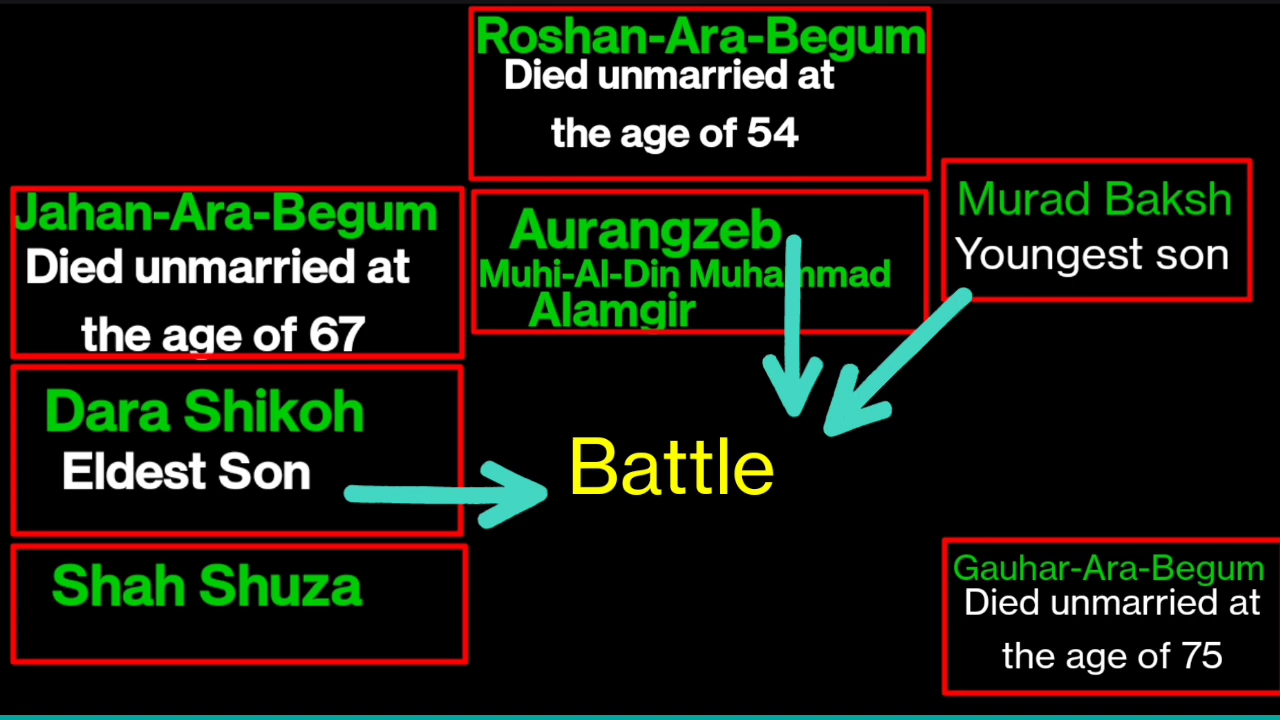 Roshan-Ara-Begum
Died unmarried at
the age of 54
Jahan-Ara-Begum
Died unmarried at
the age of 67
Aurangzeb
Muhi-Al-Din Muhammad
Alamgir
Murad Baksh
Youngest son
Dara Shikoh
Eldest Son
Battle
Shah Shuza
Gauhar-Ara-Begum
Died unmarried at
the age of 75